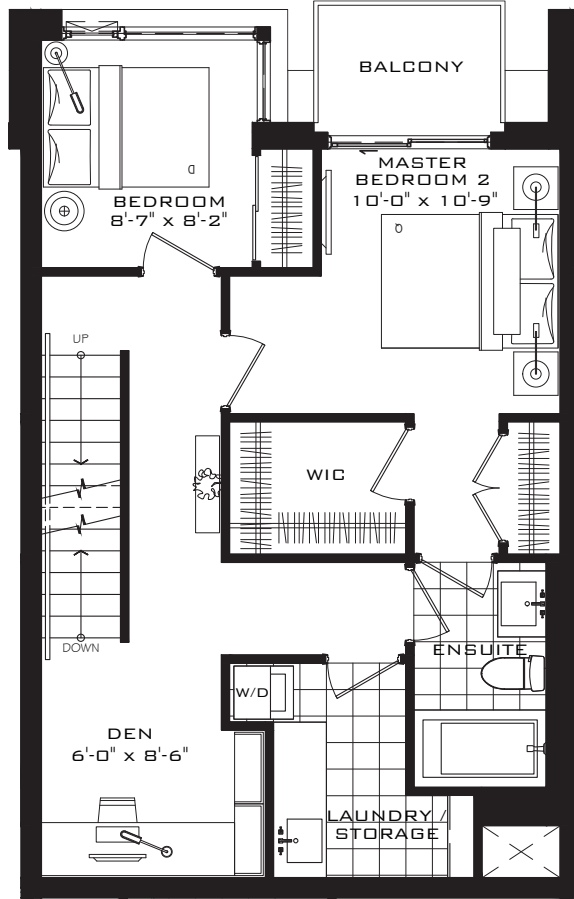 BALCONY
MASTER
BEDROOM 2
10'-0" x 10'-9"
BEDROOM
8'-7" x 8'-2"
UP
WIC
DOWN
ENSUITE
W/D
DEN
6'-0" x 8'-6"
LAUNDRY /
STORAGE